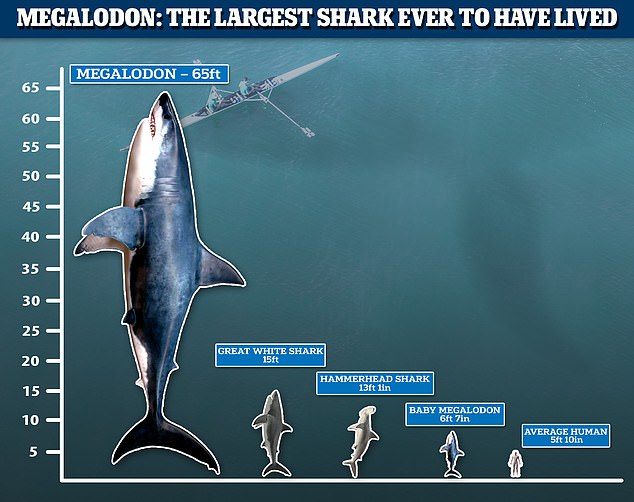 MEGALODON: THE LARGEST SHARK EVER TO HAVE LIVED
MEGALODON – 65ft
65
60
55
50
45
40
35
30
25
20
15
10
5
GREAT WHITE SHARK
15ft
HAMMERHEAD SHARK
13ft 1in
BABY MEGALODON
6ft 7in
AVERAGE HUMAN
5ft 10in